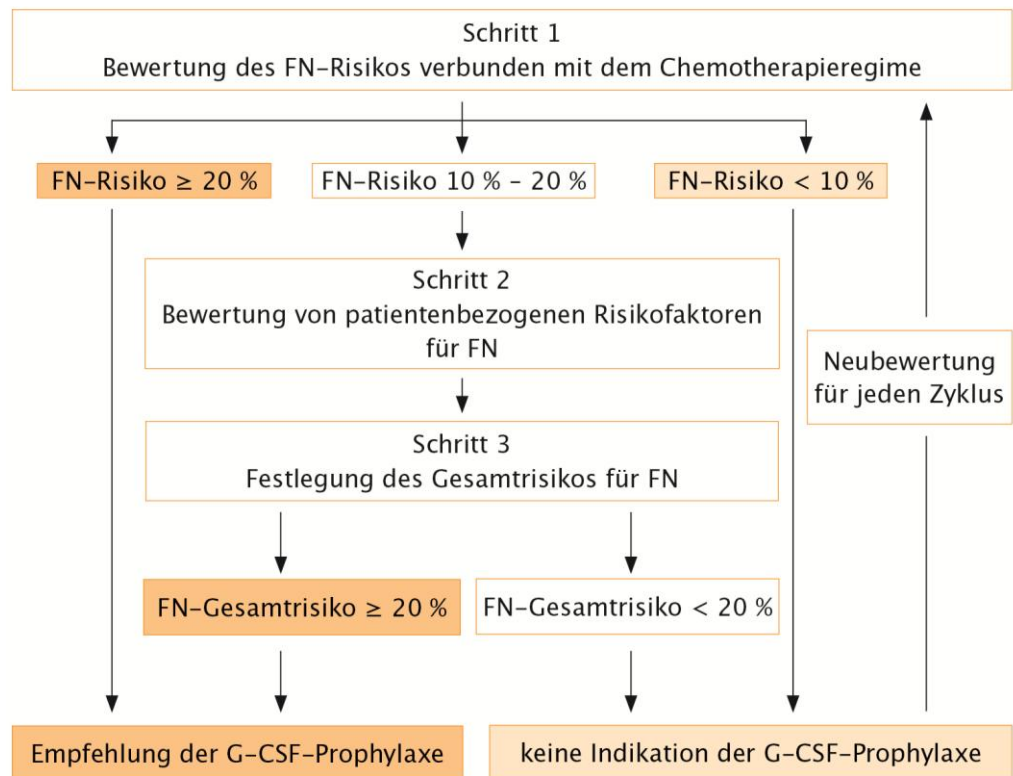 Schritt 1
Bewertung des FN-Risikos verbunden mit dem Chemotherapieregime
FN-Risiko ≥ 20 %
FN-Risiko 10 % – 20 %
FN-Risiko < 10 %
Schritt 2
Bewertung von patientenbezogenen Risikofaktoren
für FN
Neubewertung
für jeden Zyklus
Schritt 3
Festlegung des Gesamtrisikos für FN
FN-Gesamtrisiko ≥ 20 %
FN-Gesamtrisiko < 20 %
Empfehlung der G-CSF-Prophylaxe
keine Indikation der G-CSF-Prophylaxe